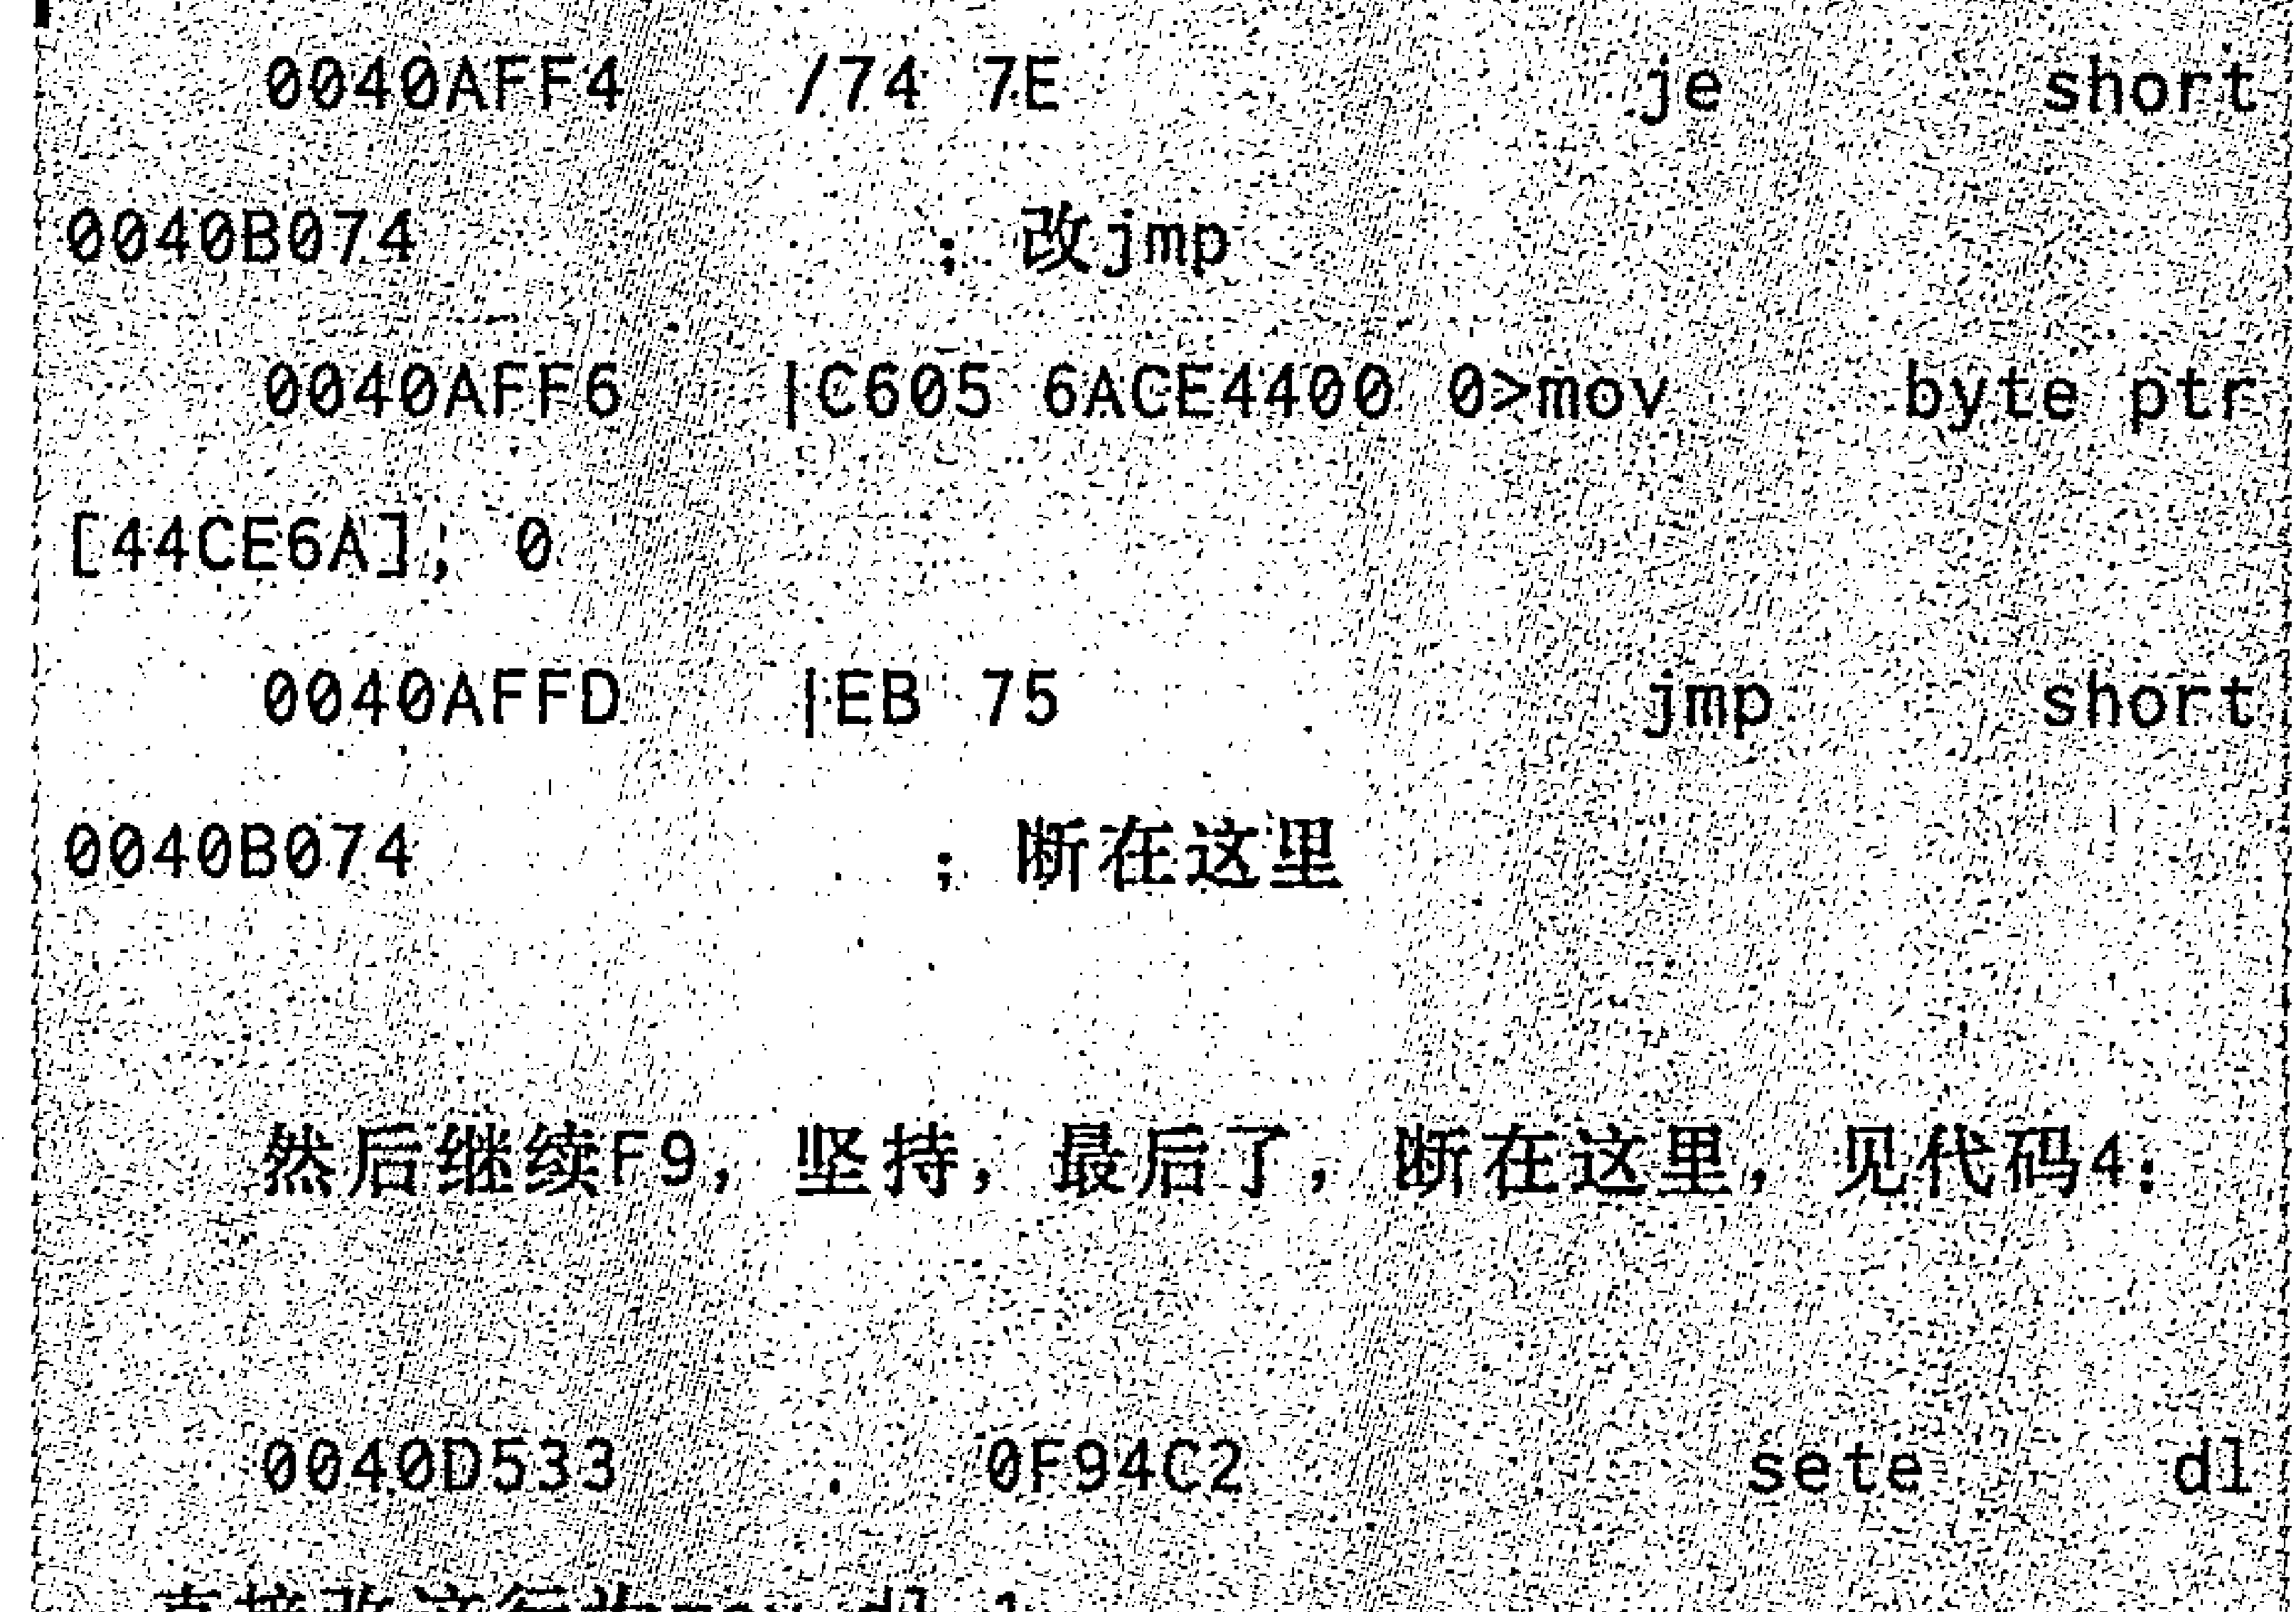 0040AFF4 /74 7E je short
0040B074 ; 改jmp
0040AFF6 |C605 6ACE4400 0>mov byte ptr
[44CE6A], 0
0040AFFD |EB 75 jmp short
0040B074 ; 断在这里
然后继续F9，坚持，最后了，断在这里，见代码4：
0040D533 . 0F94C2 sete dl